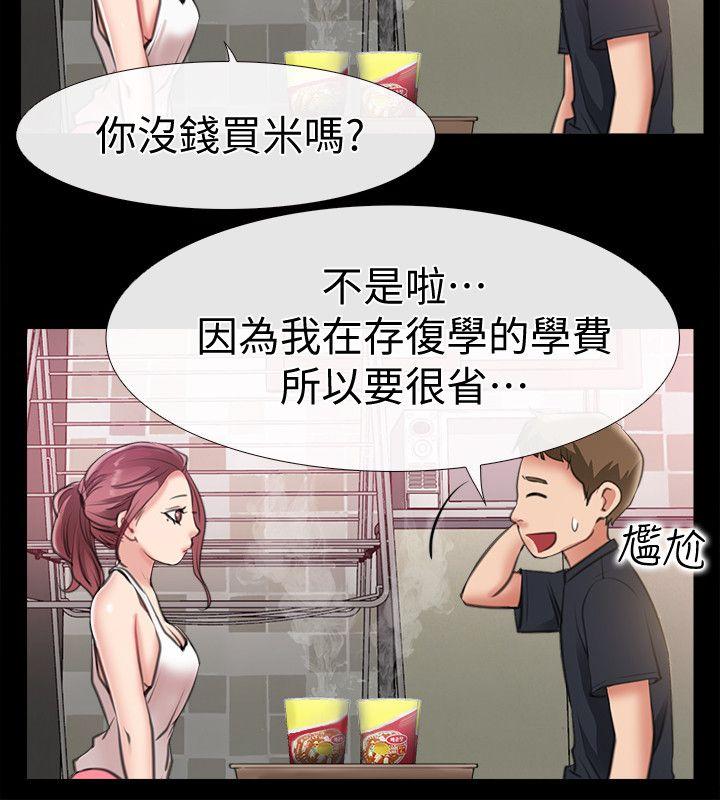 你沒錢買米嗎?
不是啦⋯
因為我在存復學的學費
所以要很省⋯
尷尬